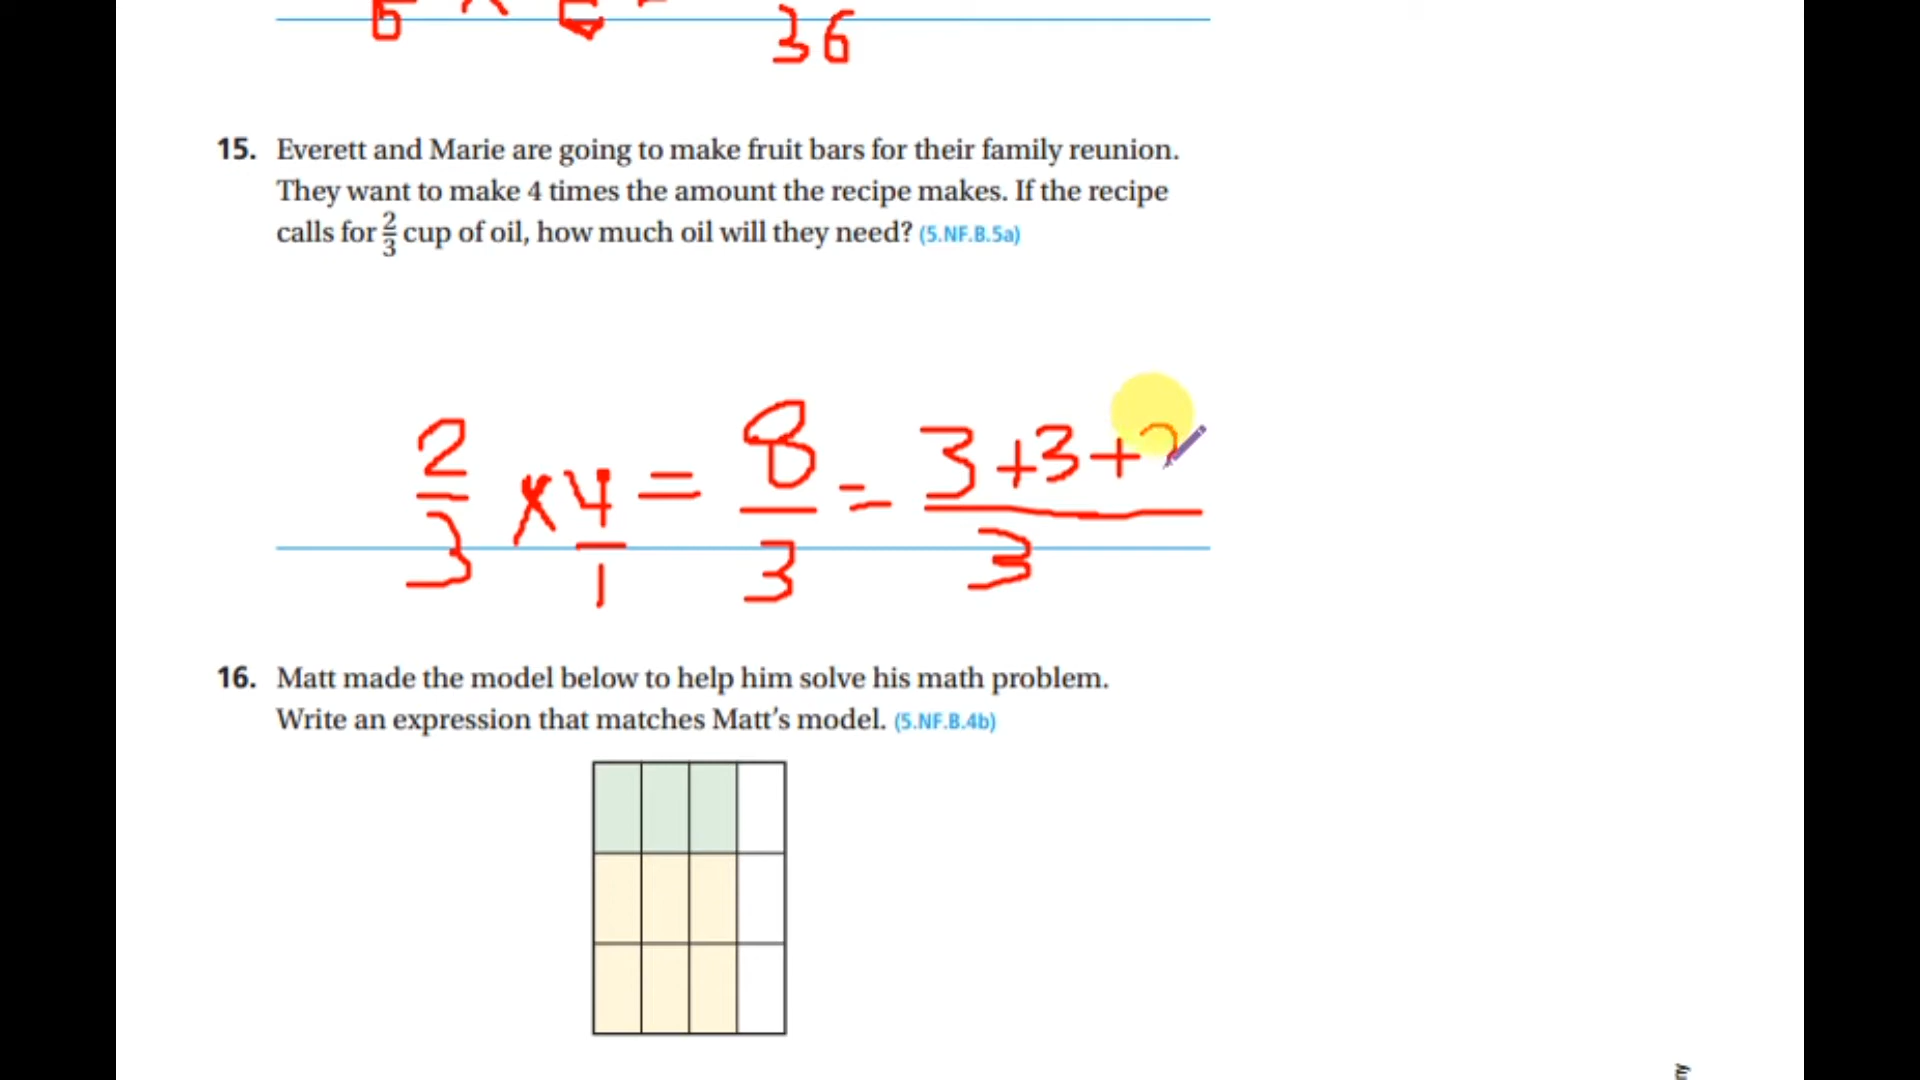 36
15. Everett and Marie are going to make fruit bars for their family reunion.
They want to make 4 times the amount the recipe makes. If the recipe
calls for 2/3 cup of oil, how much oil will they need? (5.NF.B.5a)
2/3 × 4/1 = 8/3 = 3+3+2/3
16. Matt made the model below to help him solve his math problem.
Write an expression that matches Matt's model. (5.NF.B.4b)